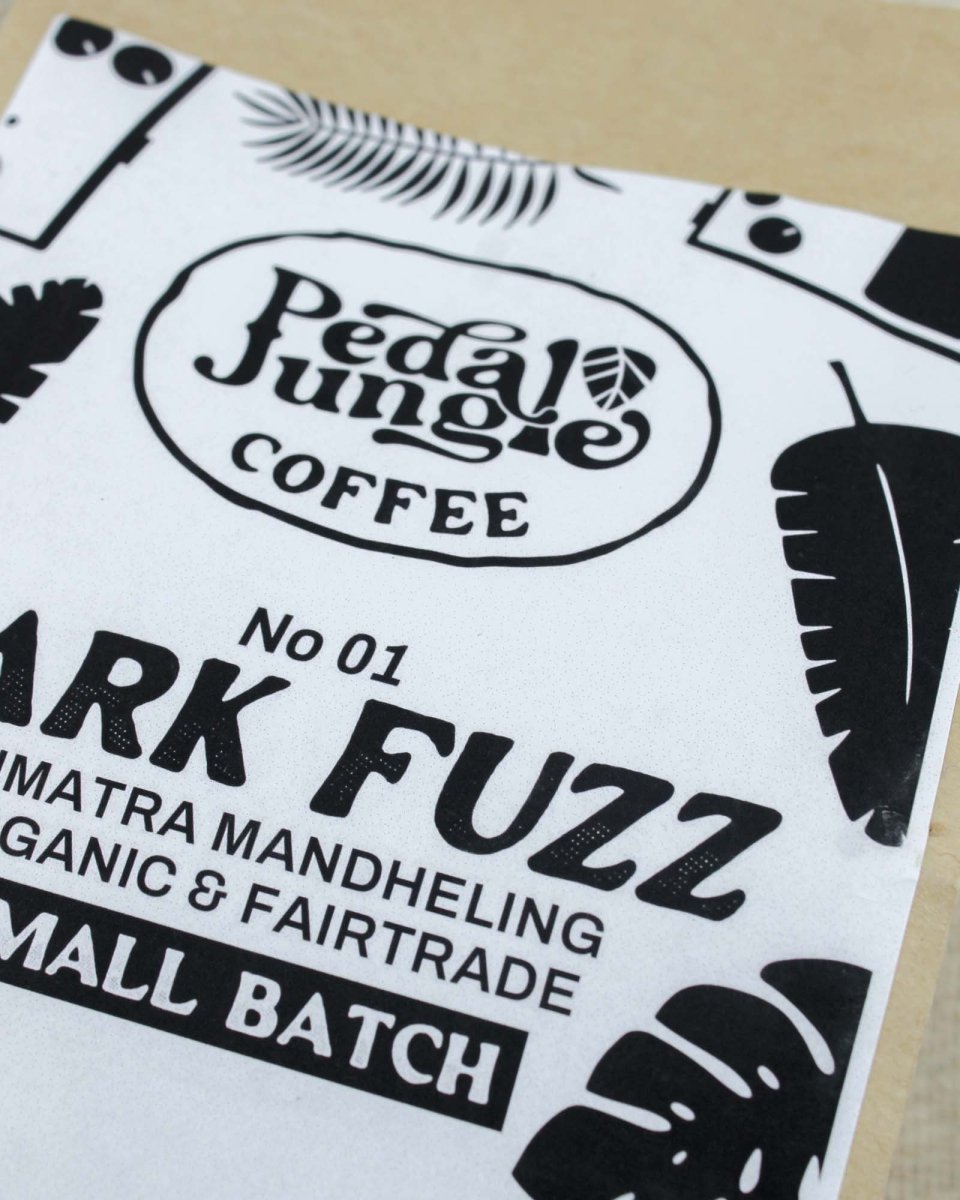 Pedal
Jungle
COFFEE
No 01
ARK FUZZ
MATRA MANDHELING
GANIC & FAIRTRADE
MALL BATCH